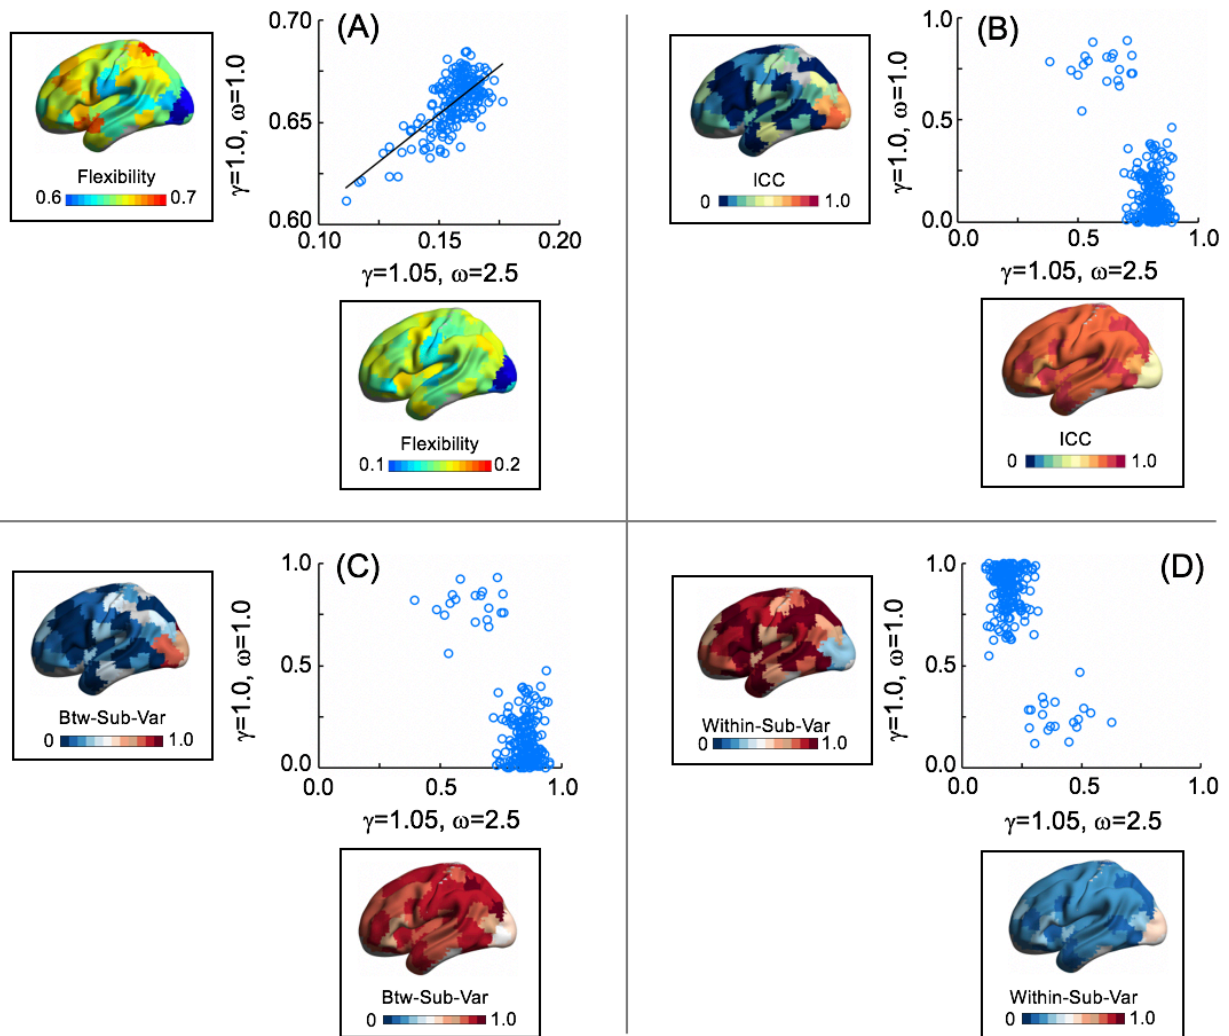 (A)
0.70
0.65
0.60
0.10
0.15
0.20
γ=1.0, ω=1.0
γ=1.05, ω=2.5
Flexibility
0.6
0.7
Flexibility
0.1
0.2
(B)
1.0
0.5
0.0
0.0
0.5
1.0
γ=1.0, ω=1.0
γ=1.05, ω=2.5
ICC
0
1.0
ICC
0
1.0
(C)
1.0
0.5
0.0
0.0
0.5
1.0
γ=1.0, ω=1.0
γ=1.05, ω=2.5
Btw-Sub-Var
0
1.0
Btw-Sub-Var
0
1.0
(D)
1.0
0.5
0.0
0.0
0.5
1.0
γ=1.0, ω=1.0
γ=1.05, ω=2.5
Within-Sub-Var
0
1.0
Within-Sub-Var
0
1.0